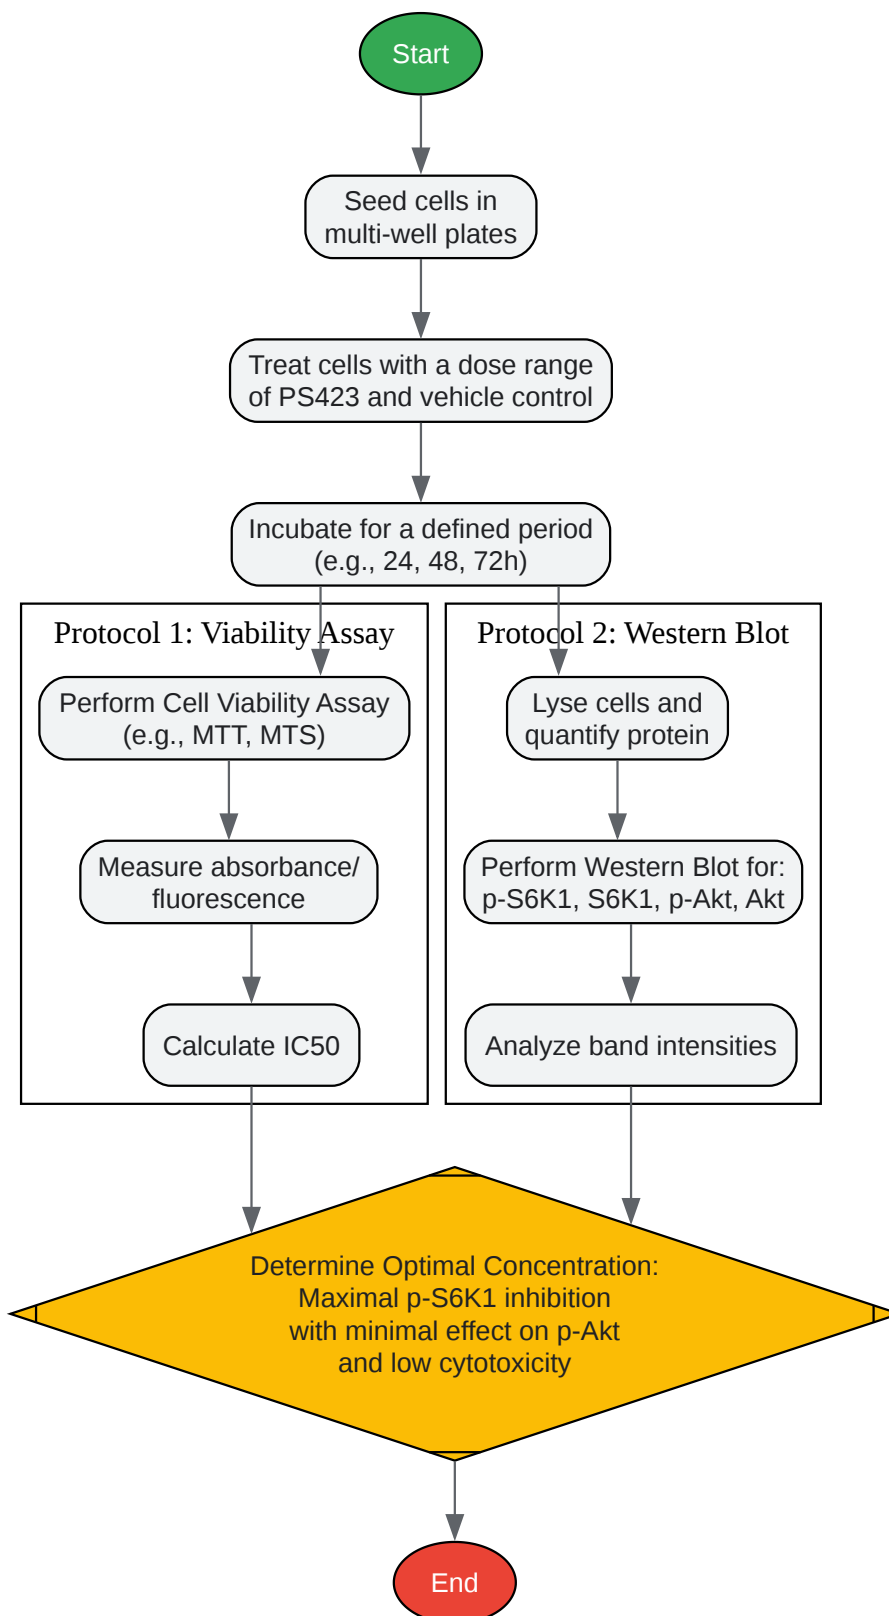 Start
Seed cells in
multi-well plates
Treat cells with a dose range
of PS423 and vehicle control
Incubate for a defined period
(e.g., 24, 48, 72h)
Protocol 1: Viability Assay
Perform Cell Viability Assay
(e.g., MTT, MTS)
Measure absorbance/
fluorescence
Calculate IC50
Protocol 2: Western Blot
Lyse cells and
quantify protein
Perform Western Blot for:
p-S6K1, S6K1, p-Akt, Akt
Analyze band intensities
Determine Optimal Concentration:
Maximal p-S6K1 inhibition
with minimal effect on p-Akt
and low cytotoxicity
End